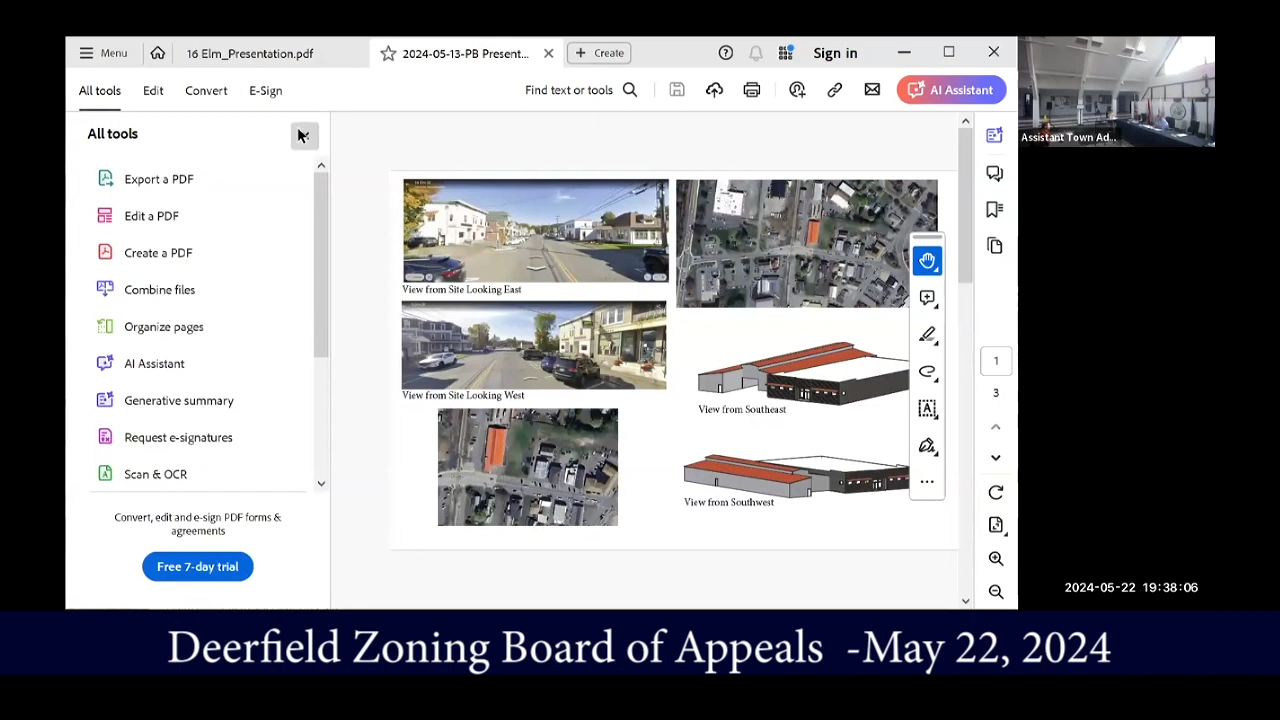 Menu
16 Elm_Presentation.pdf
2024-05-13-PB Present...
Create
Sign in
All tools
Edit
Convert
E-Sign
Find text or tools
AI Assistant
All tools
Export a PDF
Edit a PDF
Create a PDF
Combine files
Organize pages
AI Assistant
Generative summary
Request e-signatures
Scan & OCR
Convert, edit and e-sign PDF forms &
agreements
Free 7-day trial
View from Site Looking East
View from Site Looking West
View from Southeast
View from Southwest
1
3
Assistant Town Ad...
2024-05-22 19:38:06
Deerfield Zoning Board of Appeals -May 22, 2024